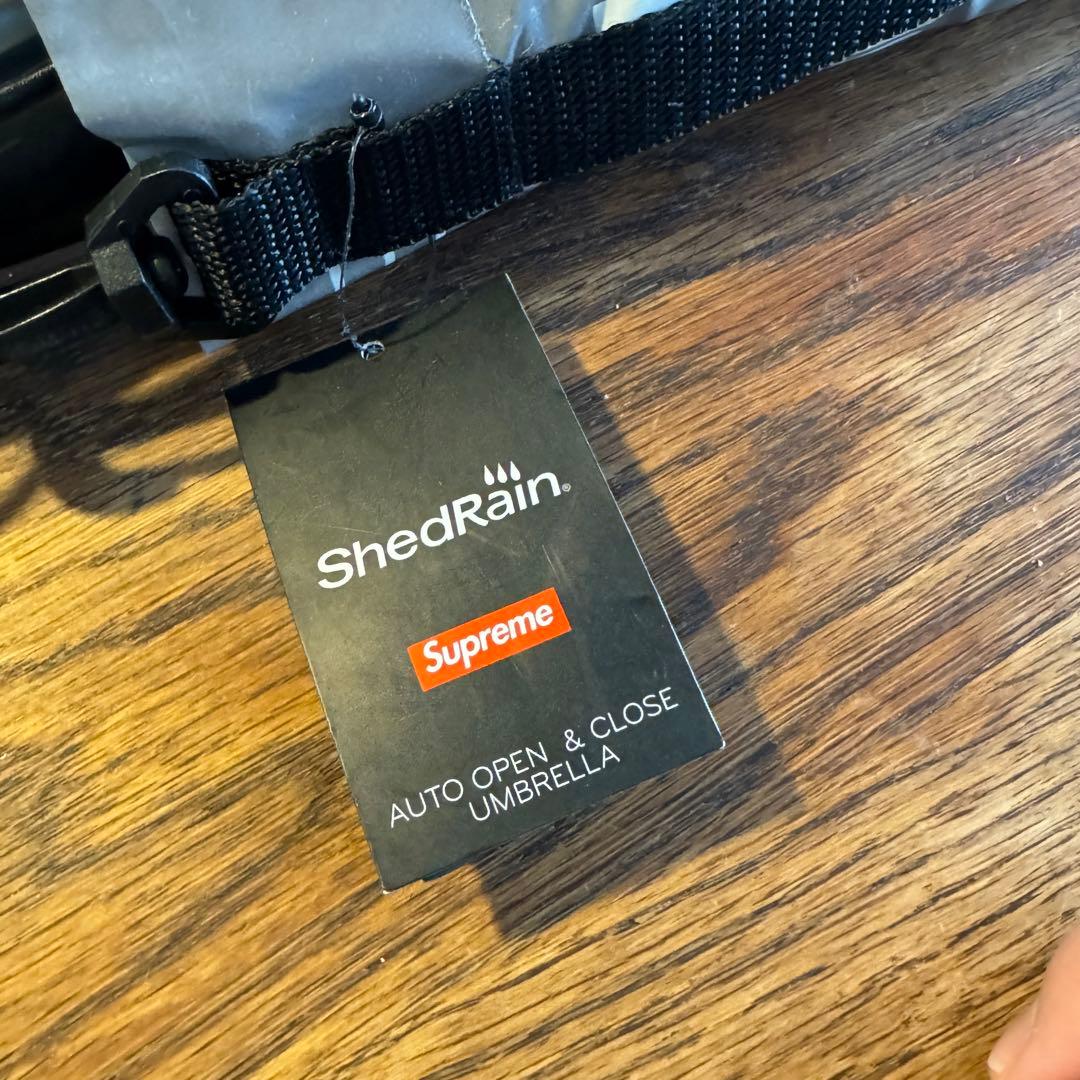 ShedRain®
Supreme
AUTO OPEN & CLOSE
UMBRELLA